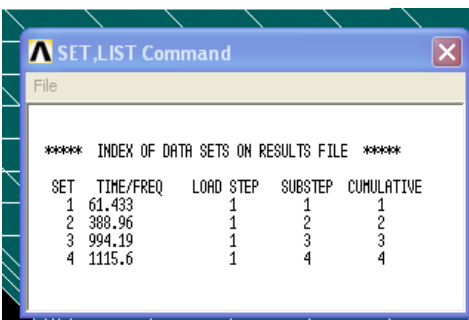 SET,LIST Command
File
***** INDEX OF DATA SETS ON RESULTS FILE *****
SET TIME/FREQ LOAD STEP SUBSTEP CUMULATIVE
1 61.433 1 1 1
2 388.96 1 2 2
3 994.19 1 3 3
4 1115.6 1 4 4